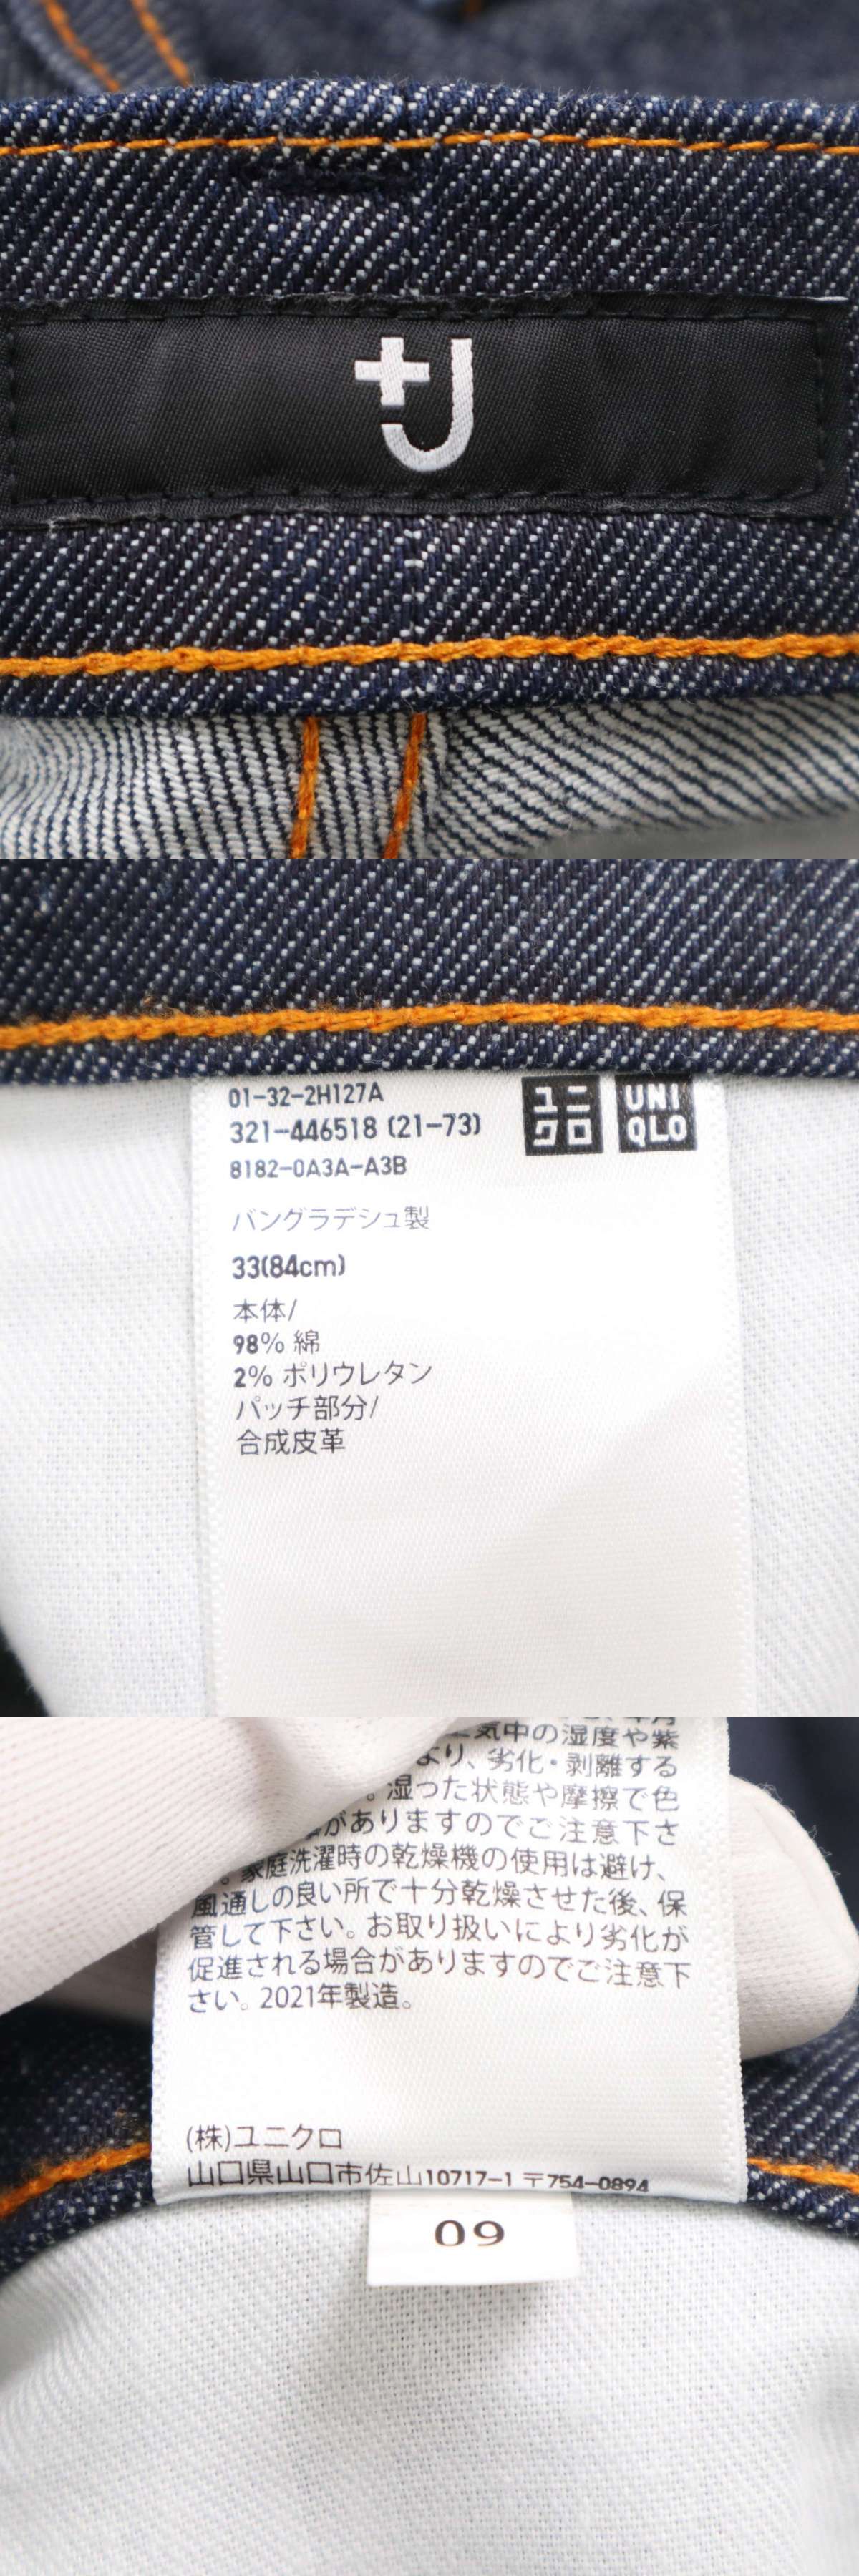 +J
01-32-2H127A
321-446518 (21-73)
8182-0A3A-A3B
ユニ
クロ
UNI
QLO
バングラデシュ製
33(84cm)
本体/
98% 綿
2% ポリウレタン
パッチ部分/
合成皮革
気中の湿度や紫
より、劣化・剥離する
。湿った状態や摩擦で色
がありますのでご注意下さ
。家庭洗濯時の乾燥機の使用は避け、
風通しの良い所で十分乾燥させた後、保
管して下さい。お取り扱いにより劣化が
促進される場合がありますのでご注意下
さい。2021年製造。
(株)ユニクロ
山口県山口市佐山10717-1 〒754-0894
09